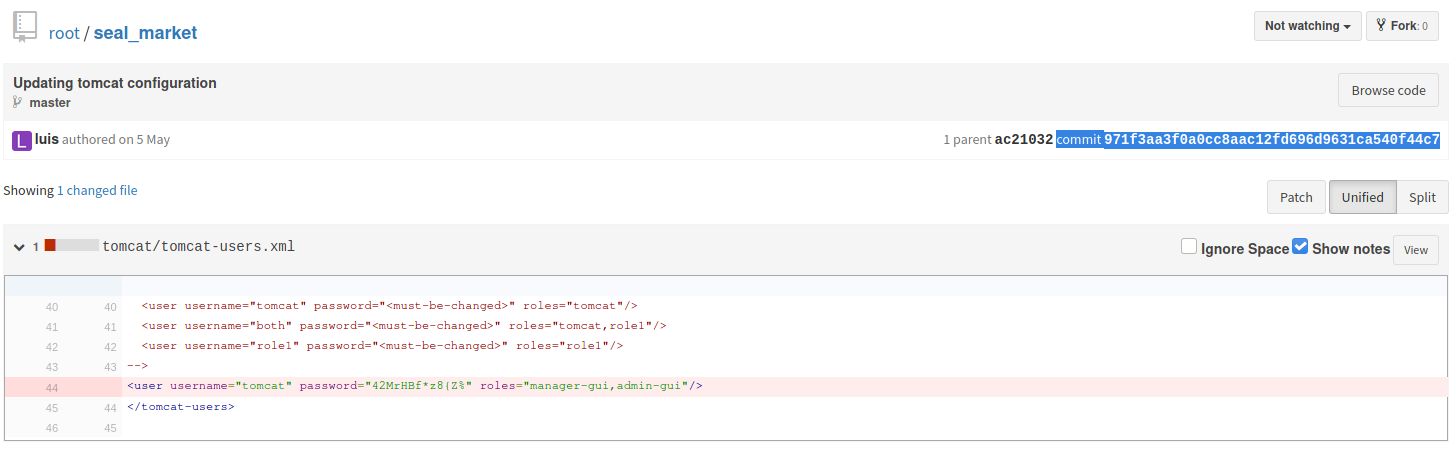 root / seal_market
Not watching
Fork: 0
Updating tomcat configuration
master
Browse code
L luis authored on 5 May
1 parent ac21032 commit 971f3aa3f0a0cc8aac12fd696d9631ca540f44c7
Showing 1 changed file
Patch Unified Split
1 tomcat/tomcat-users.xml
Ignore Space Show notes View
40 40 <user username="tomcat" password="<must-be-changed>" roles="tomcat"/>
41 41 <user username="both" password="<must-be-changed>" roles="tomcat,role1"/>
42 42 <user username="role1" password="<must-be-changed>" roles="role1"/>
43 43 -->
44 <user username="tomcat" password="42MrHBf*z8{Z%" roles="manager-gui,admin-gui"/>
45 44 </tomcat-users>
46 45